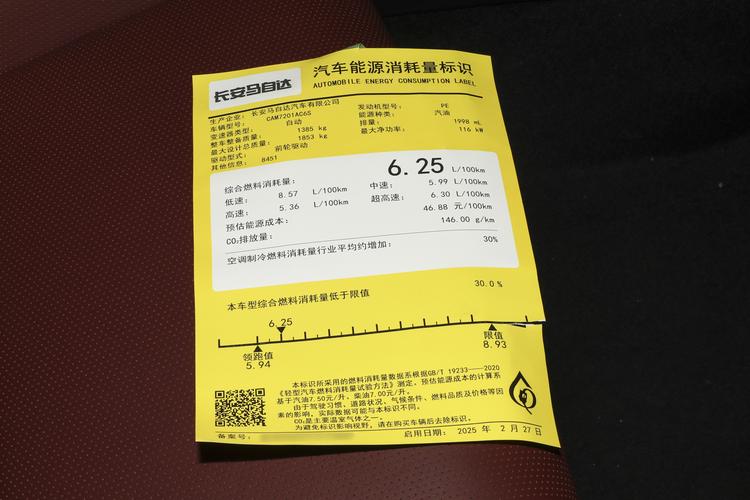 长安马自达
汽车能源消耗量标识
AUTOMOBILE ENERGY CONSUMPTION LABEL
生产企业: 长安马自达汽车有限公司
车辆型号: CAM7201AC6S 发动机型号: PE
变速器类型: 自动 能源种类: 汽油
整车整备质量: 1385 kg 排量: 1998 mL
最大设计总质量: 1853 kg 最大净功率: 116 kW
驱动型式: 前轮驱动
其他信息: 8451
综合燃料消耗量: 6.25 L/100km
低速: 8.57 L/100km 中速: 5.99 L/100km
高速: 5.36 L/100km 超高速: 6.30 L/100km
预估能源成本: 46.88 元/100km
CO₂排放量: 146.00 g/km
空调制冷燃料消耗量行业平均约增加: 30%
本车型综合燃料消耗量低于限值 30.0%
6.25
领跑值 限值
5.94 8.93
本标识所采用的燃料消耗量数据系根据GB/T 19233——2020
《轻型汽车燃料消耗量试验方法》测定。预估能源成本的计算系
基于汽油7.50元/升,柴油7.00元/升。
由于驾驶习惯、道路状况、气候条件、燃料品质及价格等因
素的影响,实际数据可能与本标识不同。
CO₂是主要温室气体之一。
为避免标识影响视野,请在购买车辆后去除标识。
备案号: 启用日期: 2025 年 2 月 27 日